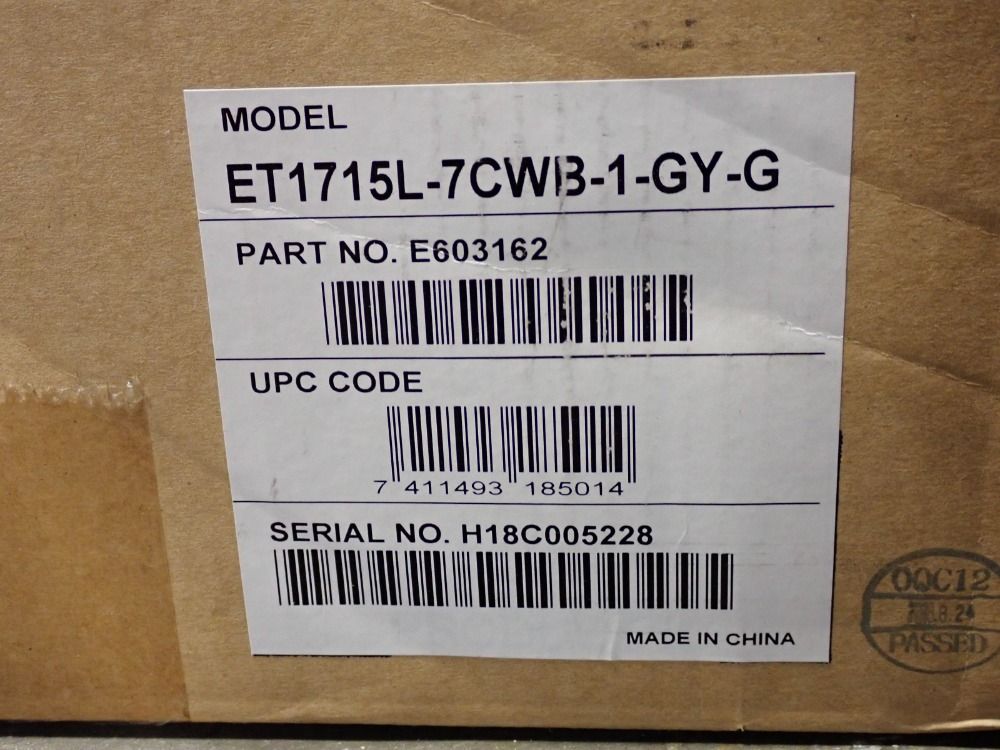 MODEL
ET1715L-7CWB-1-GY-G
PART NO. E603162
UPC CODE
7 411493 185014
SERIAL NO. H18C005228
MADE IN CHINA
OQC12
PASSED